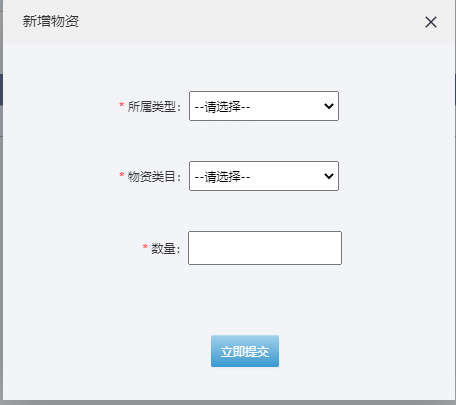 新增物资
* 所属类型: --请选择--
* 物资类目: --请选择--
* 数量:
立即提交